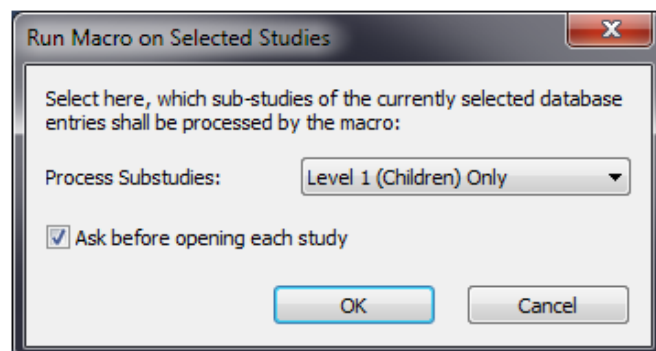 Run Macro on Selected Studies
Select here, which sub-studies of the currently selected database
entries shall be processed by the macro:
Process Substudies: Level 1 (Children) Only
Ask before opening each study
OK Cancel